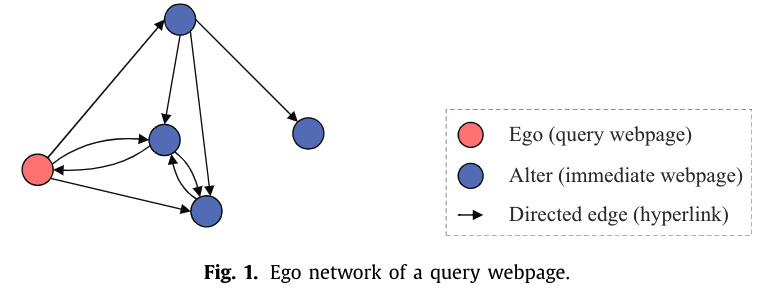 Ego (query webpage)
Alter (immediate webpage)
Directed edge (hyperlink)
Fig. 1. Ego network of a query webpage.